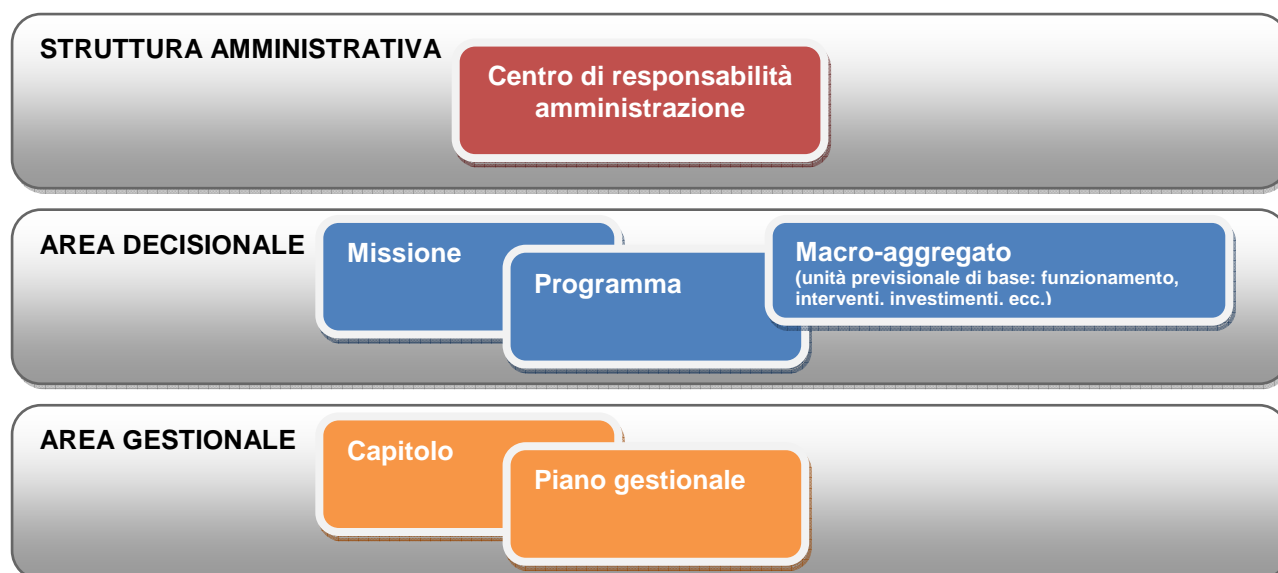 STRUTTURA AMMINISTRATIVA
Centro di responsabilità
amministrazione
AREA DECISIONALE
Missione
Programma
Macro-aggregato
(unità previsionale di base: funzionamento,
interventi, investimenti, ecc.)
AREA GESTIONALE
Capitolo
Piano gestionale